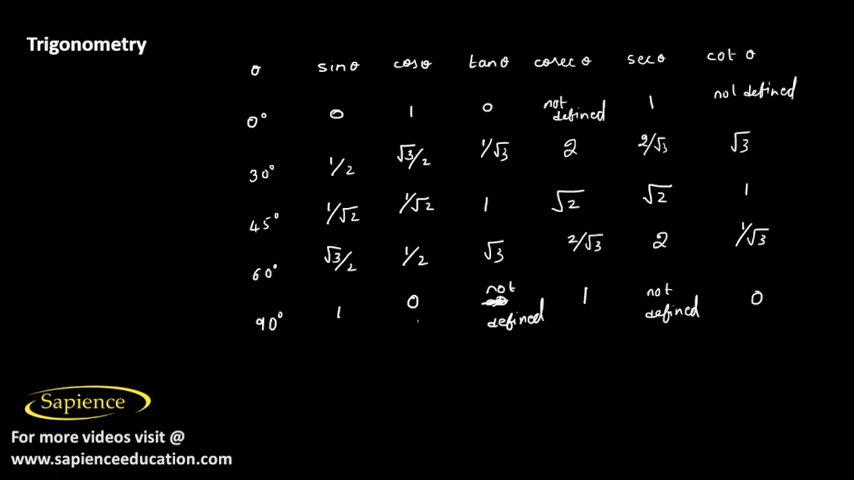 Trigonometry
θ sinθ cosθ tanθ cosec θ secθ cot θ
0° 0 1 0 not defined 1 not defined
30° 1/2 √3/2 1/√3 2 2/√3 √3
45° 1/√2 1/√2 1 √2 √2 1
60° √3/2 1/2 √3 2/√3 2 1/√3
90° 1 0 not defined 1 not defined 0
Sapience
For more videos visit @
www.sapienceeducation.com